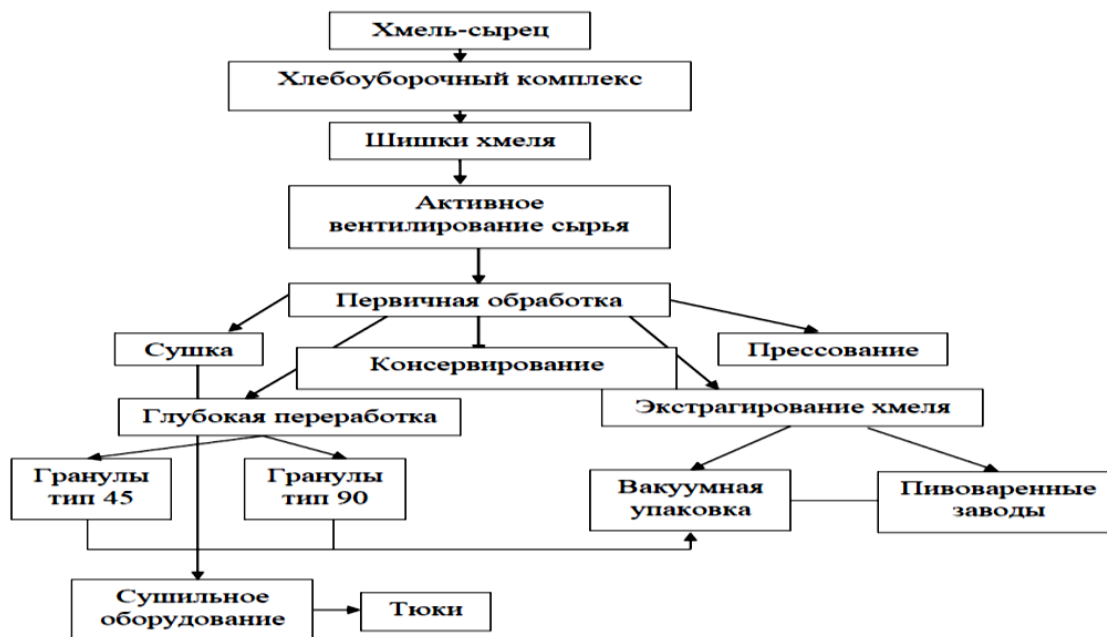 Хмель-сырец
Хлебоуборочный комплекс
Шишки хмеля
Активное
вентилирование сырья
Первичная обработка
Сушка
Консервирование
Прессование
Глубокая переработка
Экстрагирование хмеля
Гранулы
тип 45
Гранулы
тип 90
Вакуумная
упаковка
Пивоваренные
заводы
Сушильное
оборудование
Тюки